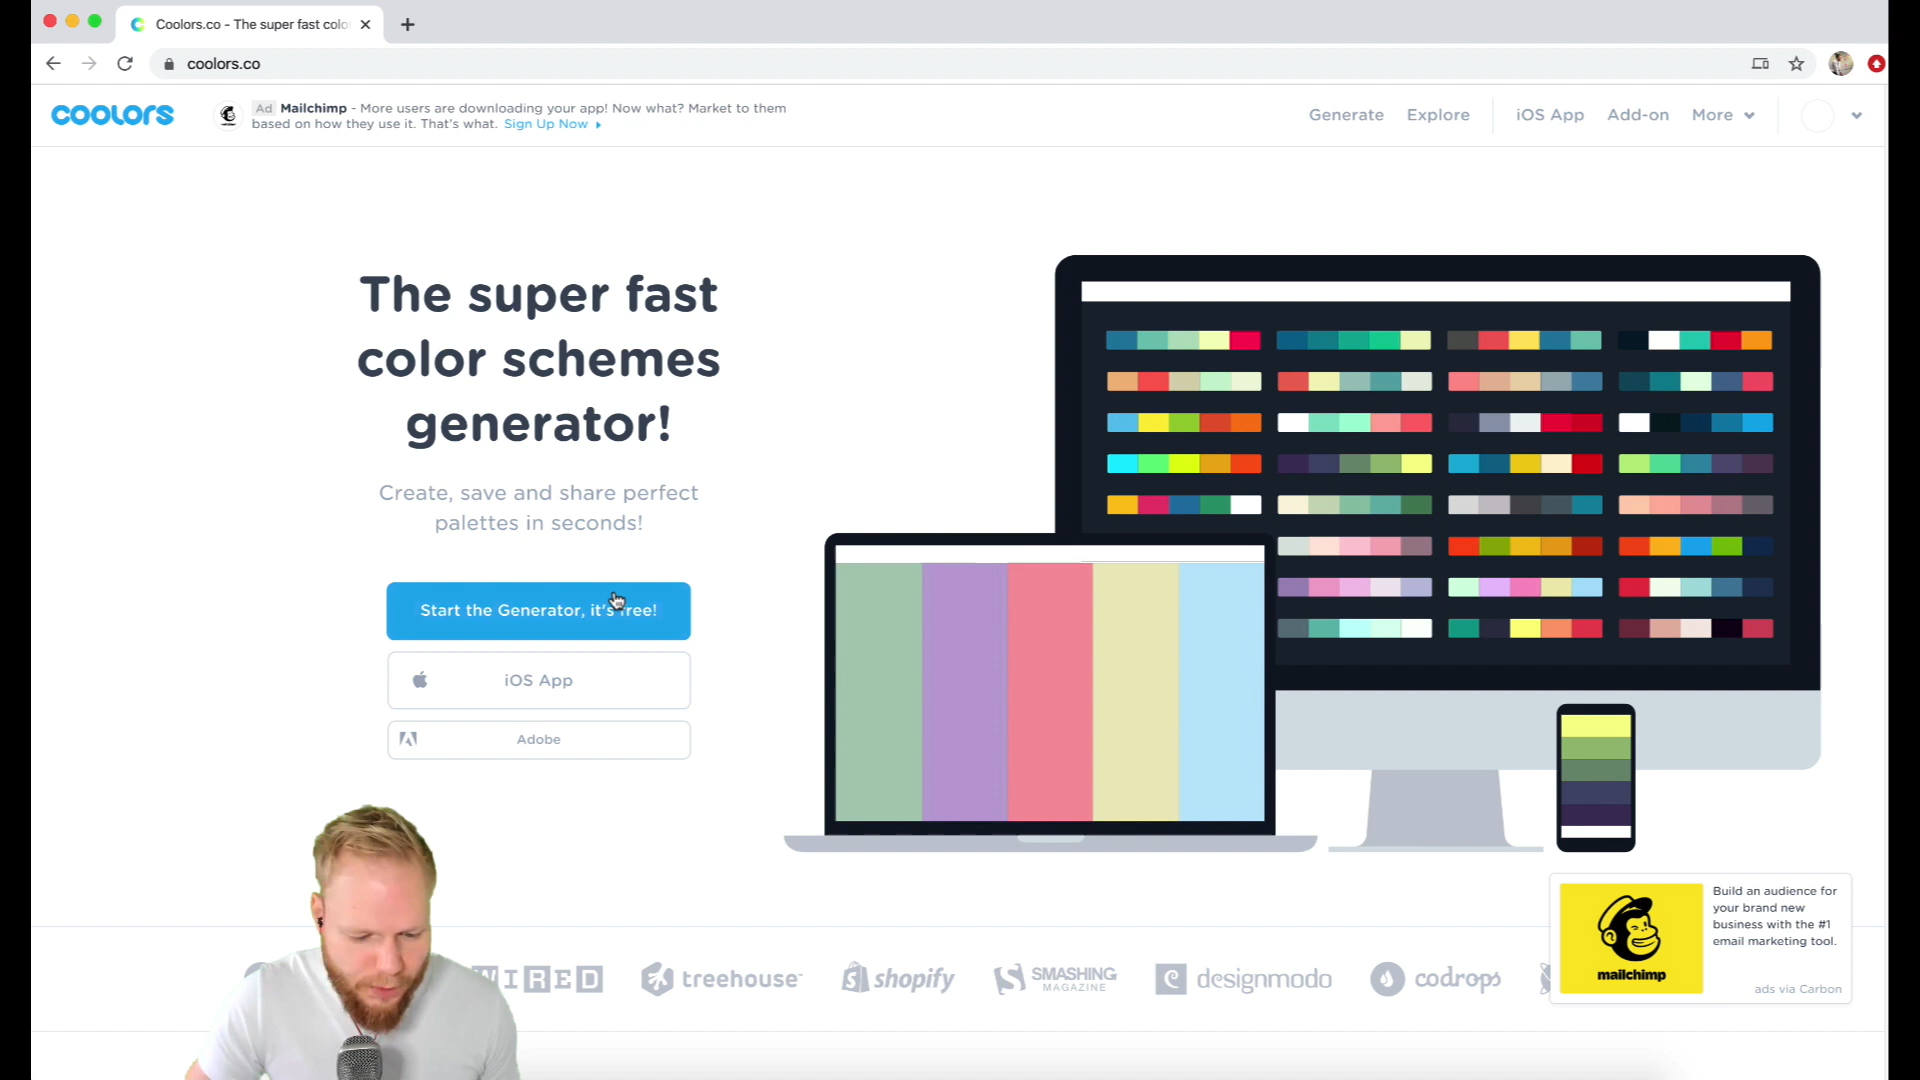 Coolors.co - The super fast colo
coolors.co
coolors
Ad Mailchimp - More users are downloading your app! Now what? Market to them
based on how they use it. That's what. Sign Up Now
Generate
Explore
iOS App
Add-on
More
The super fast
color schemes
generator!
Create, save and share perfect
palettes in seconds!
Start the Generator, it's free!
iOS App
Adobe
WIRED
treehouse
shopify
SMASHING
MAGAZINE
designmodo
codrops
mailchimp
Build an audience for
your brand new
business with the #1
email marketing tool.
ads via Carbon